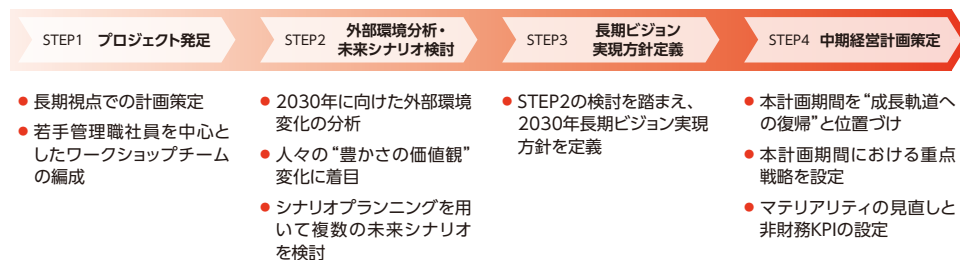 STEP1 プロジェクト発足
STEP2 外部環境分析・
未来シナリオ検討
STEP3 長期ビジョン
実現方針定義
STEP4 中期経営計画策定
● 長期視点での計画策定
● 若手管理職社員を中心と
したワークショップチーム
の編成
● 2030年に向けた外部環境
変化の分析
● 人々の“豊かさの価値観”
変化に着目
● シナリオプランニングを用
いて複数の未来シナリオ
を検討
● STEP2の検討を踏まえ、
2030年長期ビジョン実現
方針を定義
● 本計画期間を“成長軌道へ
の復帰”と位置づけ
● 本計画期間における重点
戦略を設定
● マテリアリティの見直しと
非財務KPIの設定